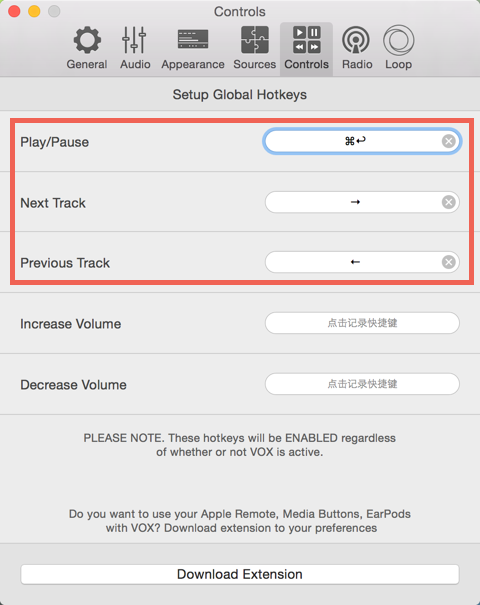 Controls
General Audio Appearance Sources Controls Radio Loop
Setup Global Hotkeys
Play/Pause ⌘↩
Next Track →
Previous Track ←
Increase Volume 点击记录快捷键
Decrease Volume 点击记录快捷键
PLEASE NOTE. These hotkeys will be ENABLED regardless
of whether or not VOX is active.
Do you want to use your Apple Remote, Media Buttons, EarPods
with VOX? Download extension to your preferences
Download Extension